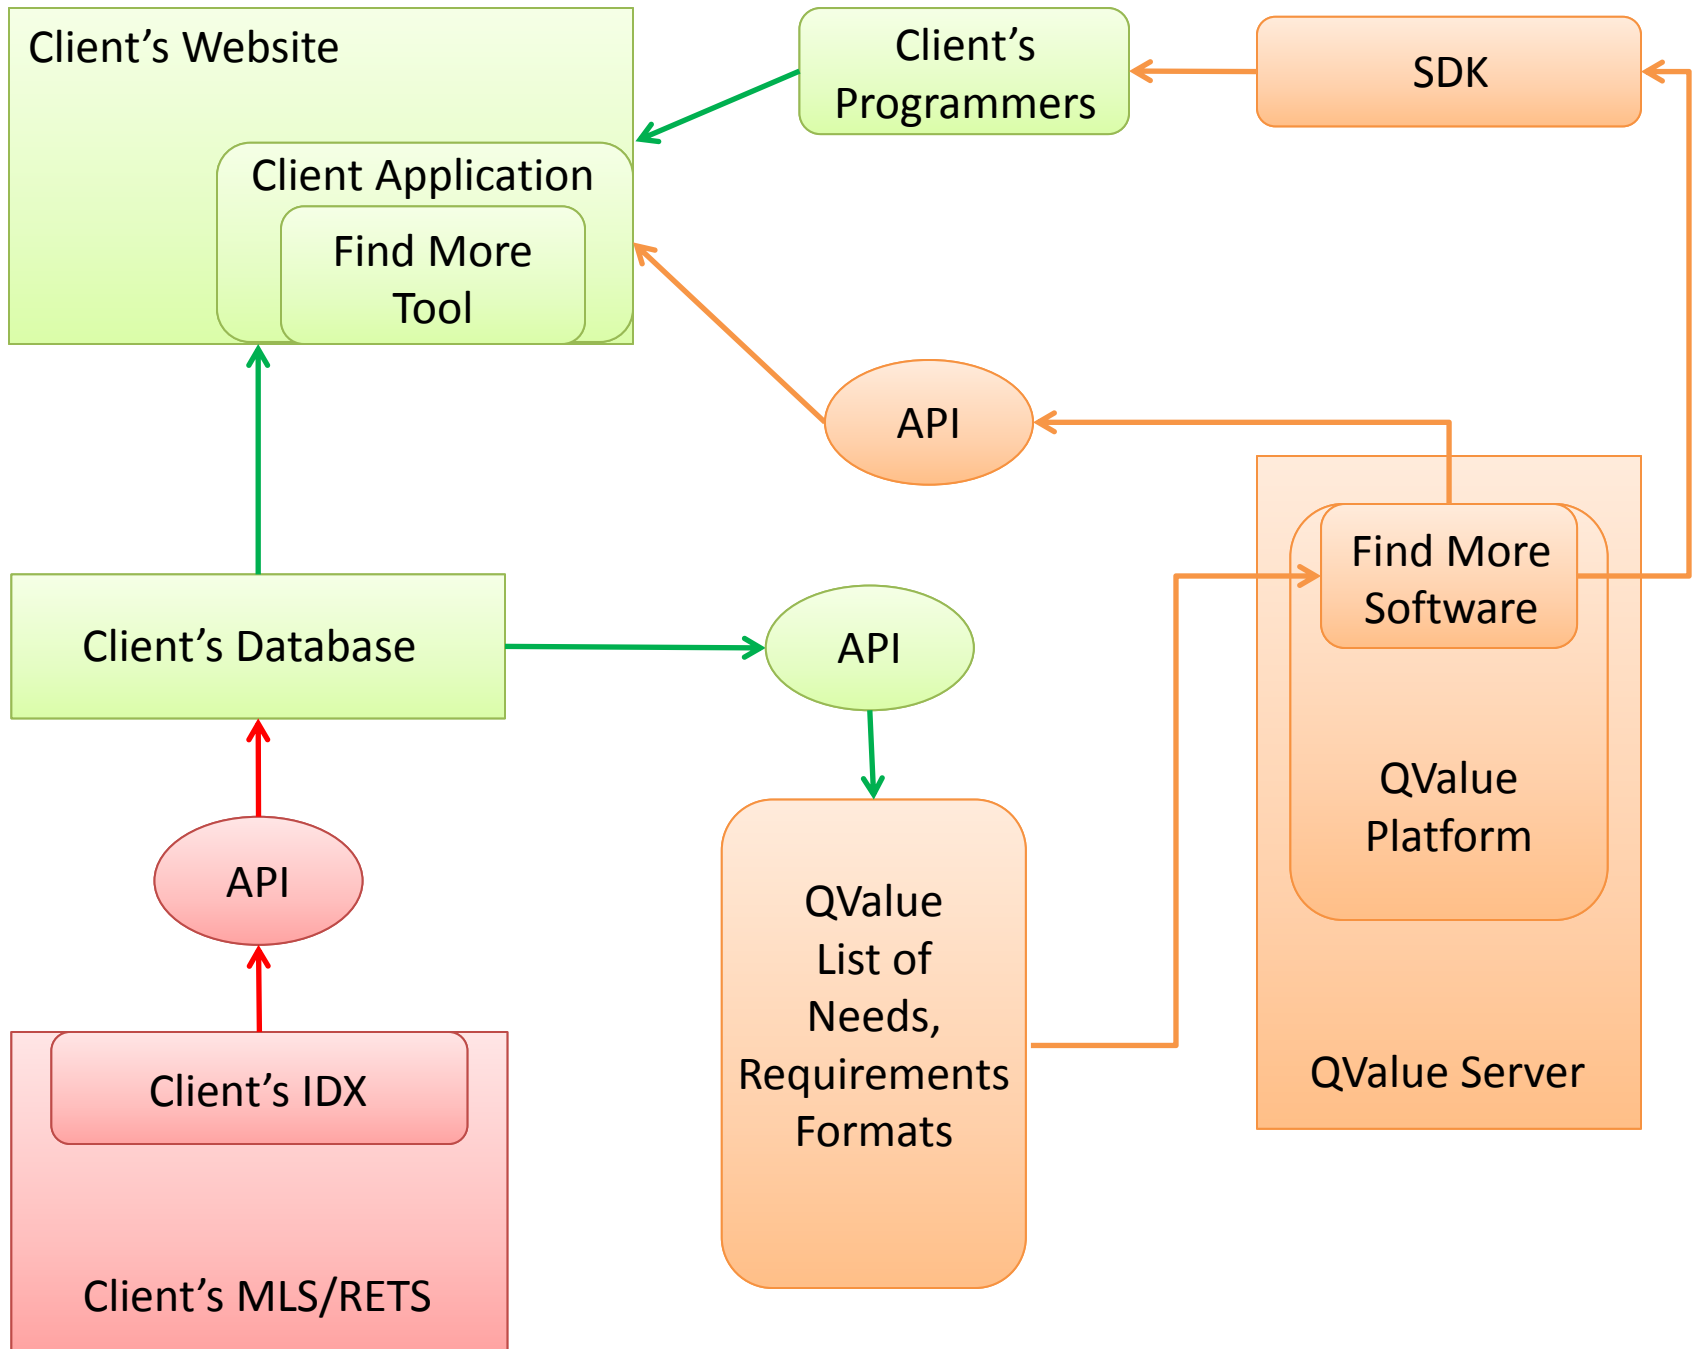 Client’s Website
Client’s
Programmers
SDK
Client Application
Find More
Tool
API
Find More
Software
Client’s Database
API
QValue
Platform
API
QValue
List of
Needs,
Requirements
Formats
Client’s IDX
QValue Server
Client’s MLS/RETS